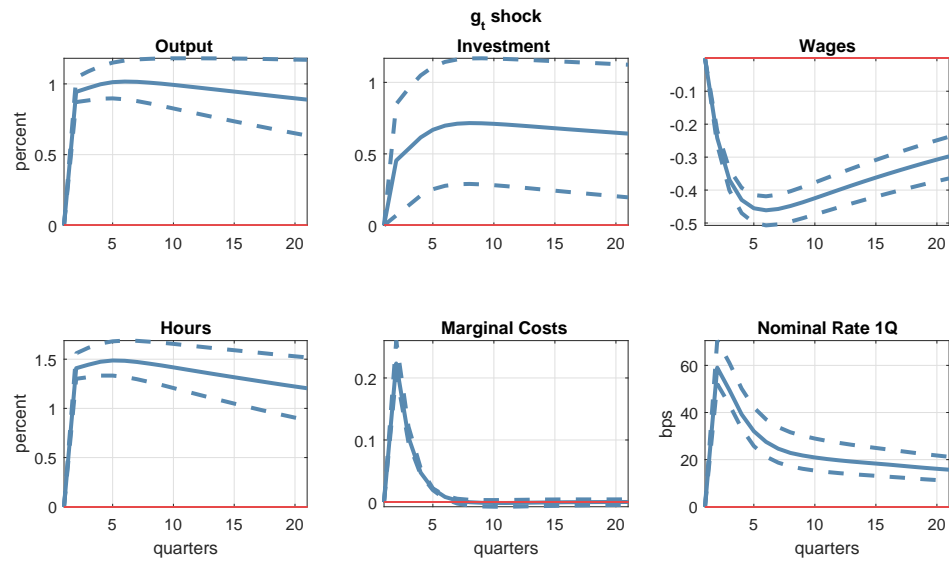 g_t shock
Output
Investment
Wages
percent
1
0.5
0
5 10 15 20
1
0.5
0
5 10 15 20
-0.1
-0.2
-0.3
-0.4
-0.5
5 10 15 20
Hours
Marginal Costs
Nominal Rate 1Q
percent
1.5
1
0.5
0
5 10 15 20
quarters
0.2
0.1
0
5 10 15 20
quarters
bps
60
40
20
0
5 10 15 20
quarters